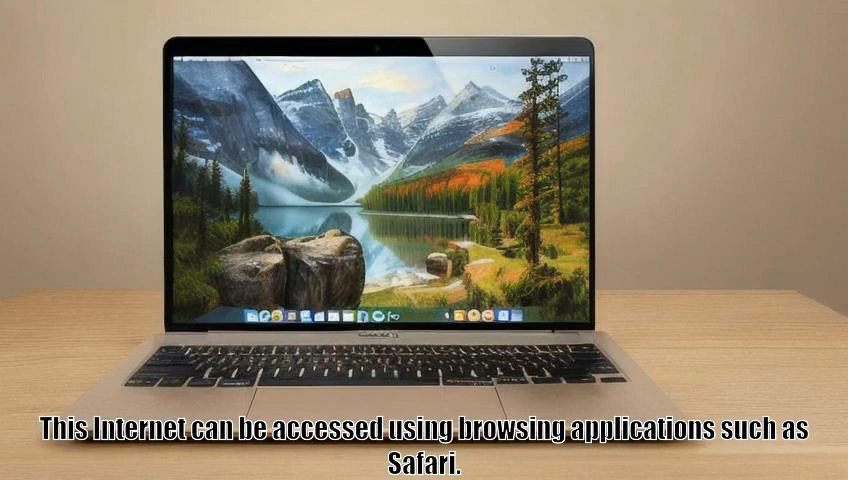 This Internet can be accessed using browsing applications such as
Safari.